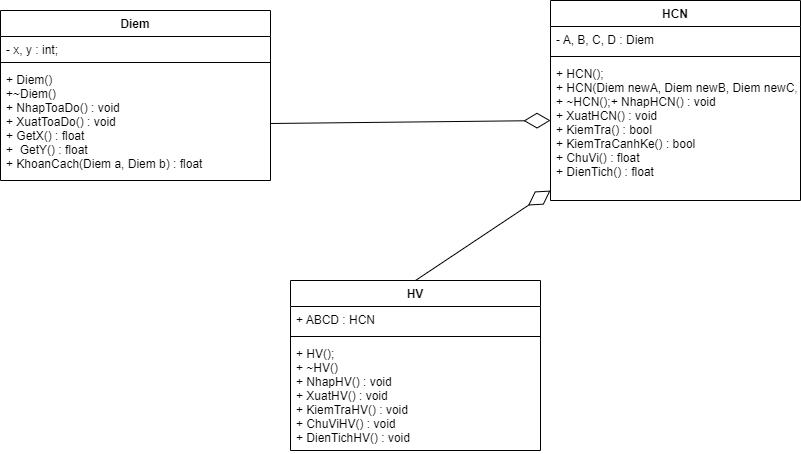 Diem
- x, y : int;
+ Diem()
+~Diem()
+ NhapToaDo() : void
+ XuatToaDo() : void
+ GetX() : float
+ GetY() : float
+ KhoanCach(Diem a, Diem b) : float
HCN
- A, B, C, D : Diem
+ HCN();
+ HCN(Diem newA, Diem newB, Diem newC,
+ ~HCN();+ NhapHCN() : void
+ XuatHCN() : void
+ KiemTra() : bool
+ KiemTraCanhKe() : bool
+ ChuVi() : float
+ DienTich() : float
HV
+ ABCD : HCN
+ HV();
+ ~HV()
+ NhapHV() : void
+ XuatHV() : void
+ KiemTraHV() : void
+ ChuViHV() : void
+ DienTichHV() : void